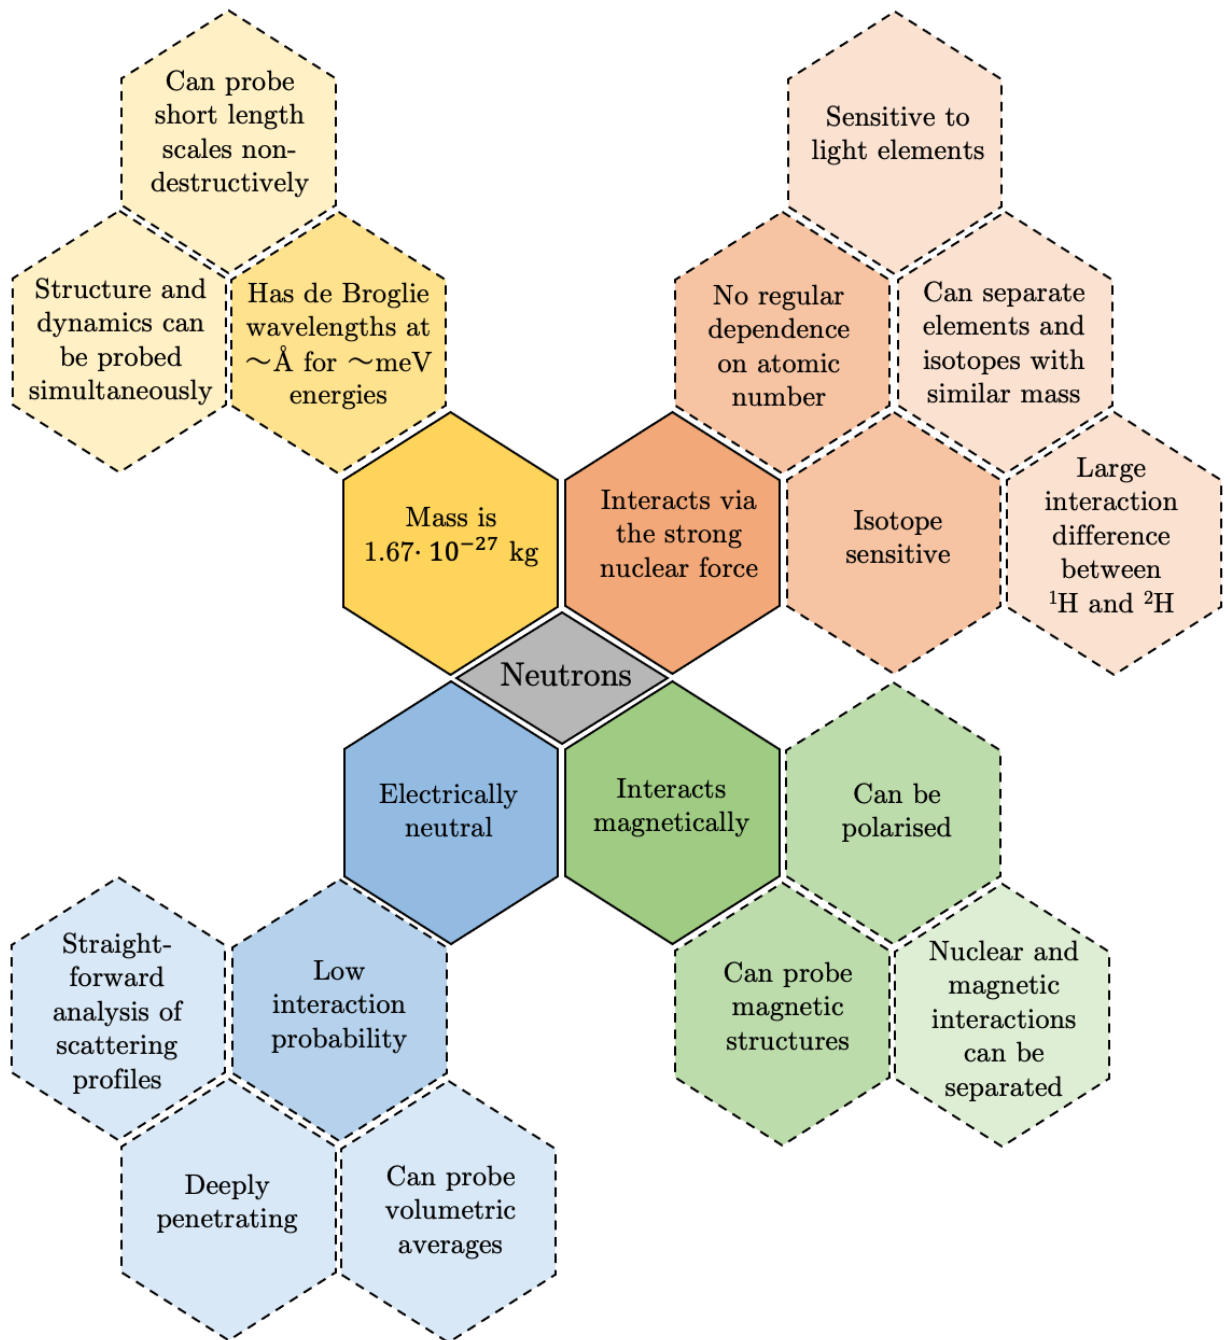 Can probe
short length
scales non-
destructively
Sensitive to
light elements
Structure and
dynamics can
be probed
simultaneously
Has de Broglie
wavelengths at
∼Å for ∼meV
energies
No regular
dependence
on atomic
number
Can separate
elements and
isotopes with
similar mass
Mass is
1.67· 10⁻²⁷ kg
Interacts via
the strong
nuclear force
Isotope
sensitive
Large
interaction
difference
between
¹H and ²H
Neutrons
Electrically
neutral
Interacts
magnetically
Can be
polarised
Straight-
forward
analysis of
scattering
profiles
Low
interaction
probability
Can probe
magnetic
structures
Nuclear and
magnetic
interactions
can be
separated
Deeply
penetrating
Can probe
volumetric
averages